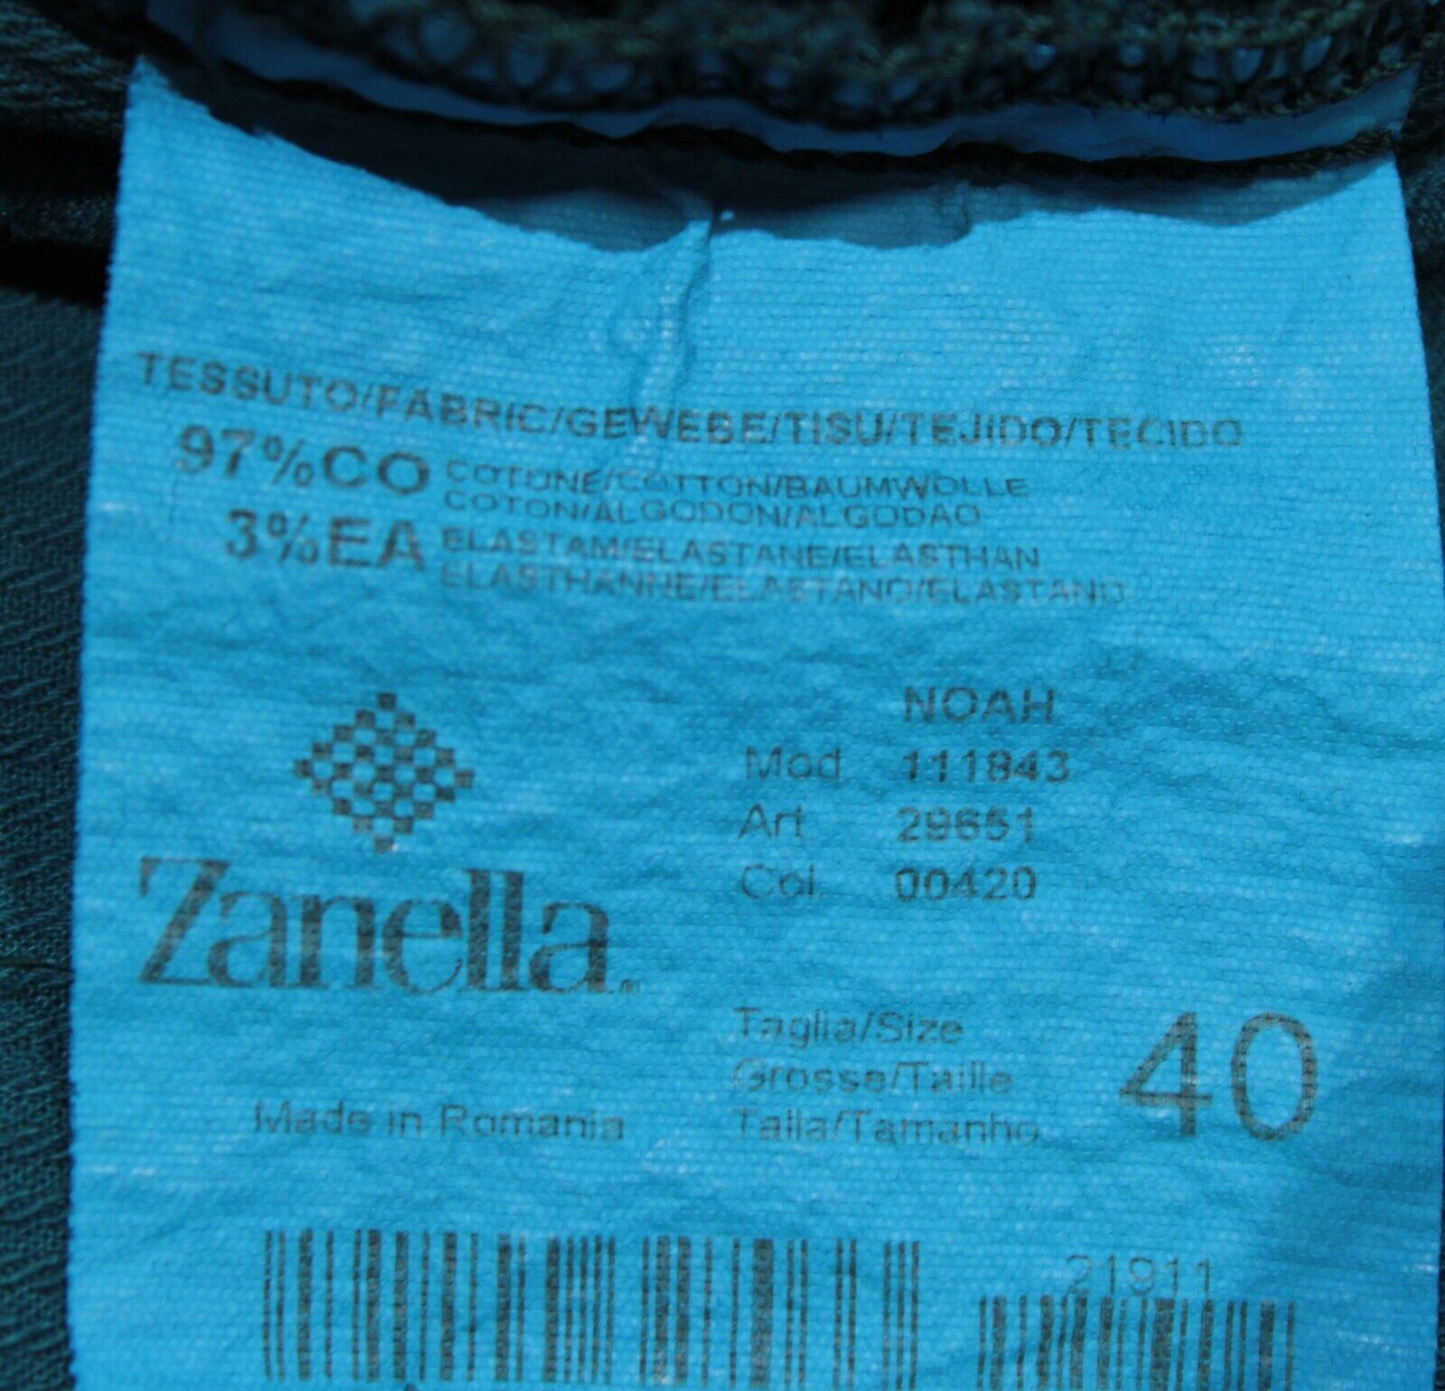 TESSUTO/FABRIC/GEWEBE/TISU/TEJIDO/TECIDO
97%CO COTONE/COTTON/BAUMWOLLE
COTON/ALGODON/ALGODAO
3%EA ELASTAM/ELASTANE/ELASTHAN
ELASTHANNE/ELASTANO/ELASTANO
NOAH
Mod 111843
Art 29651
Col. 00420
Zanella
Taglia/Size
Grosse/Taille
Talla/Tamanho
40
Made in Romania
21911